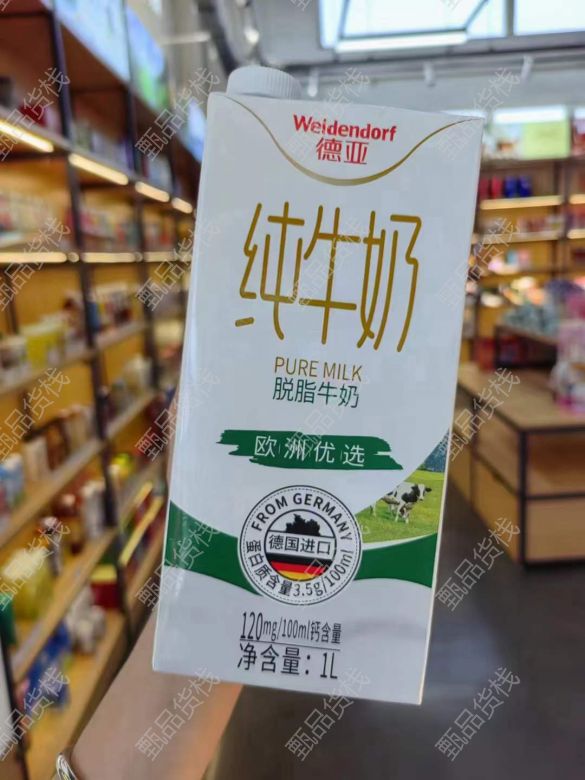 Weidendorf
德亚
纯牛奶
PURE MILK
脱脂牛奶
欧洲优选
FROM GERMANY
德国进口
蛋白质含量3.5g/100ml
120mg/100ml钙含量
净含量：1L
甄品货栈